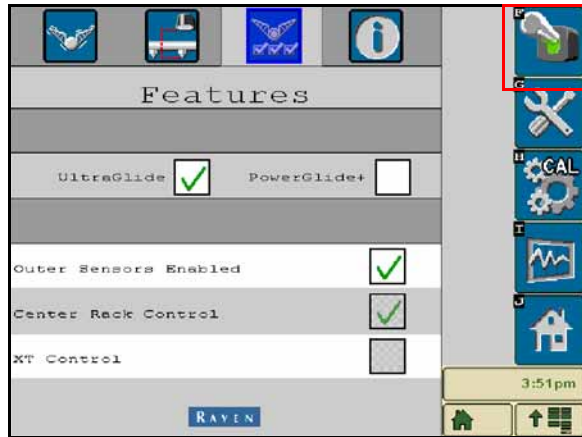 F
Features
G
UltraGlide
PowerGlide+
H
CAL
I
Outer Sensors Enabled
Center Rack Control
J
XT Control
3:51pm
RAVEN